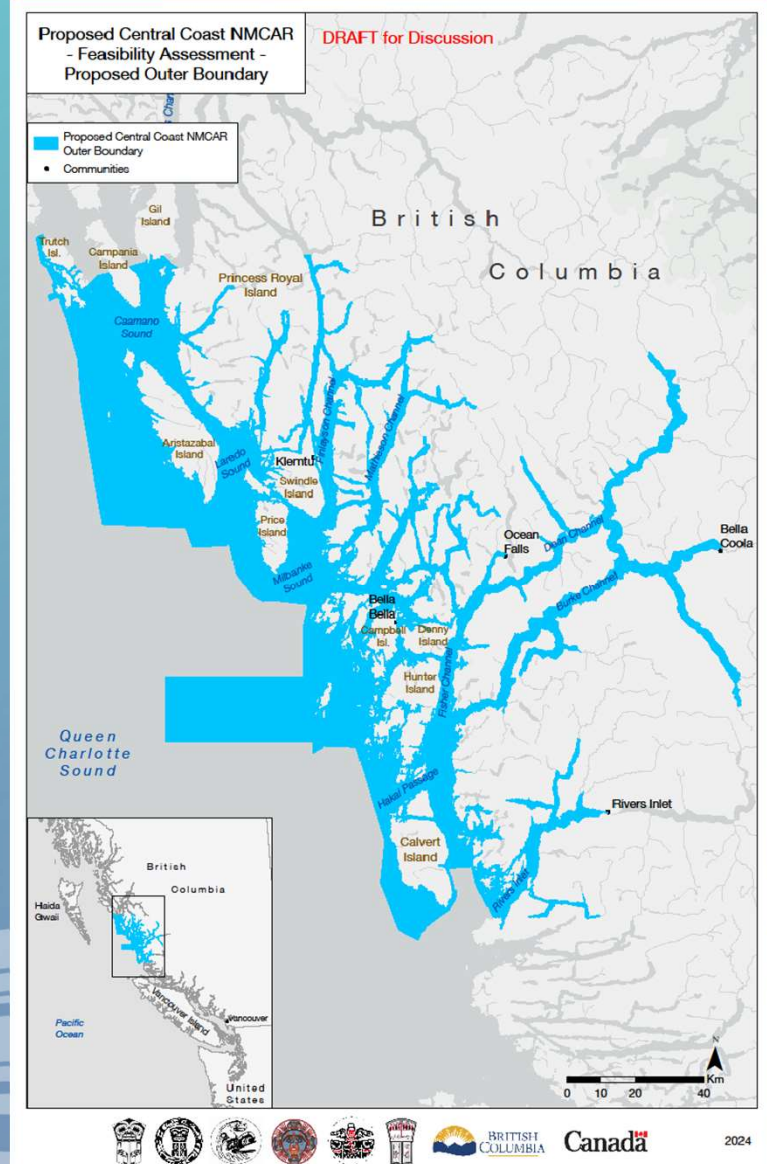 Proposed Central Coast NMCAR
- Feasibility Assessment -
Proposed Outer Boundary
DRAFT for Discussion
Proposed Central Coast NMCAR
Outer Boundary
Communities
Gil
Island
Trutch
Isl.
Campania
Island
British
Columbia
Princess Royal
Island
Caamano
Sound
Aristazabal
Island
Laredo
Sound
Klemtu
Swindle
Island
Finlayson Channel
Mathieson Channel
Price
Island
Milbanke
Sound
Ocean
Falls
Dean Channel
Bella
Coola
Burke Channel
Bella
Bella
Campbell
Isl.
Denny
Island
Hunter
Island
Fisher Channel
Queen
Charlotte
Sound
Hakai Passage
Calvert
Island
Rivers Inlet
Rivers Inlet
British
Columbia
Haida
Gwaii
Vancouver Island
Vancouver
Pacific
Ocean
United
States
N
Km
0 10 20 40
BRITISH
COLUMBIA
Canada
2024